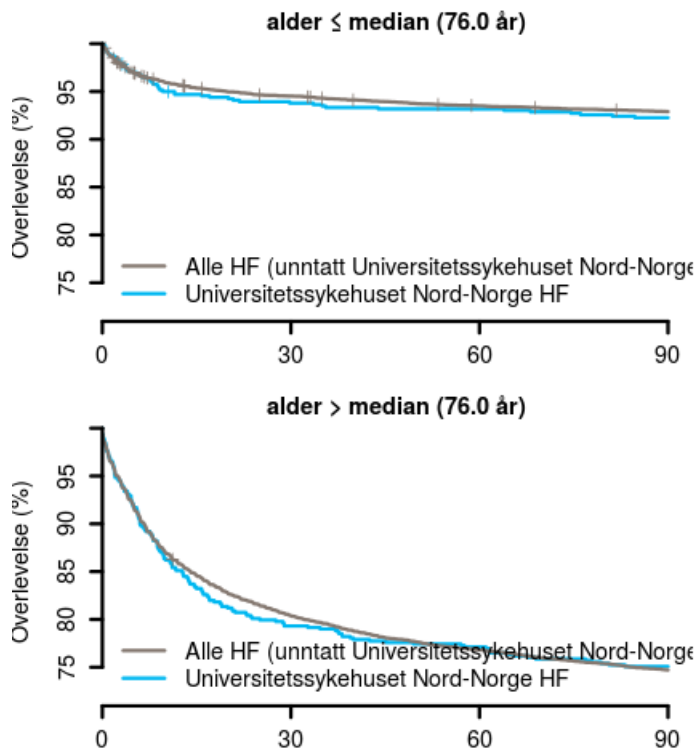 alder ≤ median (76.0 år)
Overlevelse (%)
95
90
85
80
75
Alle HF (unntatt Universitetssykehuset Nord-Norge
Universitetssykehuset Nord-Norge HF
0 30 60 90
alder > median (76.0 år)
Overlevelse (%)
95
90
85
80
75
Alle HF (unntatt Universitetssykehuset Nord-Norge
Universitetssykehuset Nord-Norge HF
0 30 60 90